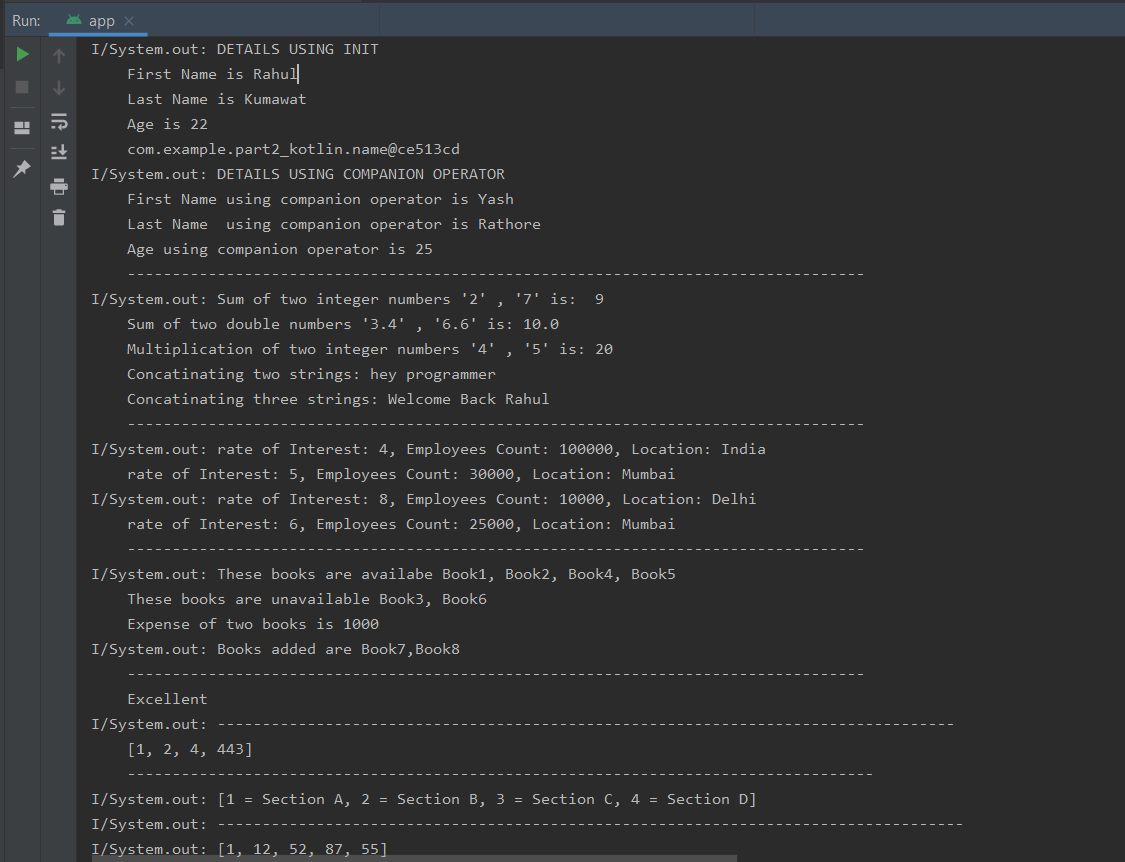 Run: app
I/System.out: DETAILS USING INIT
First Name is Rahul
Last Name is Kumawat
Age is 22
com.example.part2_kotlin.name@ce513cd
I/System.out: DETAILS USING COMPANION OPERATOR
First Name using companion operator is Yash
Last Name  using companion operator is Rathore
Age using companion operator is 25
----------------------------------------------------------------------------------
I/System.out: Sum of two integer numbers '2' , '7' is:  9
Sum of two double numbers '3.4' , '6.6' is: 10.0
Multiplication of two integer numbers '4' , '5' is: 20
Concatinating two strings: hey programmer
Concatinating three strings: Welcome Back Rahul
----------------------------------------------------------------------------------
I/System.out: rate of Interest: 4, Employees Count: 100000, Location: India
rate of Interest: 5, Employees Count: 30000, Location: Mumbai
I/System.out: rate of Interest: 8, Employees Count: 10000, Location: Delhi
rate of Interest: 6, Employees Count: 25000, Location: Mumbai
----------------------------------------------------------------------------------
I/System.out: These books are availabe Book1, Book2, Book4, Book5
These books are unavailable Book3, Book6
Expense of two books is 1000
I/System.out: Books added are Book7,Book8
----------------------------------------------------------------------------------
Excellent
I/System.out: ----------------------------------------------------------------------------------
[1, 2, 4, 443]
-----------------------------------------------------------------------------------
I/System.out: [1 = Section A, 2 = Section B, 3 = Section C, 4 = Section D]
I/System.out: -----------------------------------------------------------------------------------
I/System.out: [1, 12, 52, 87, 55]